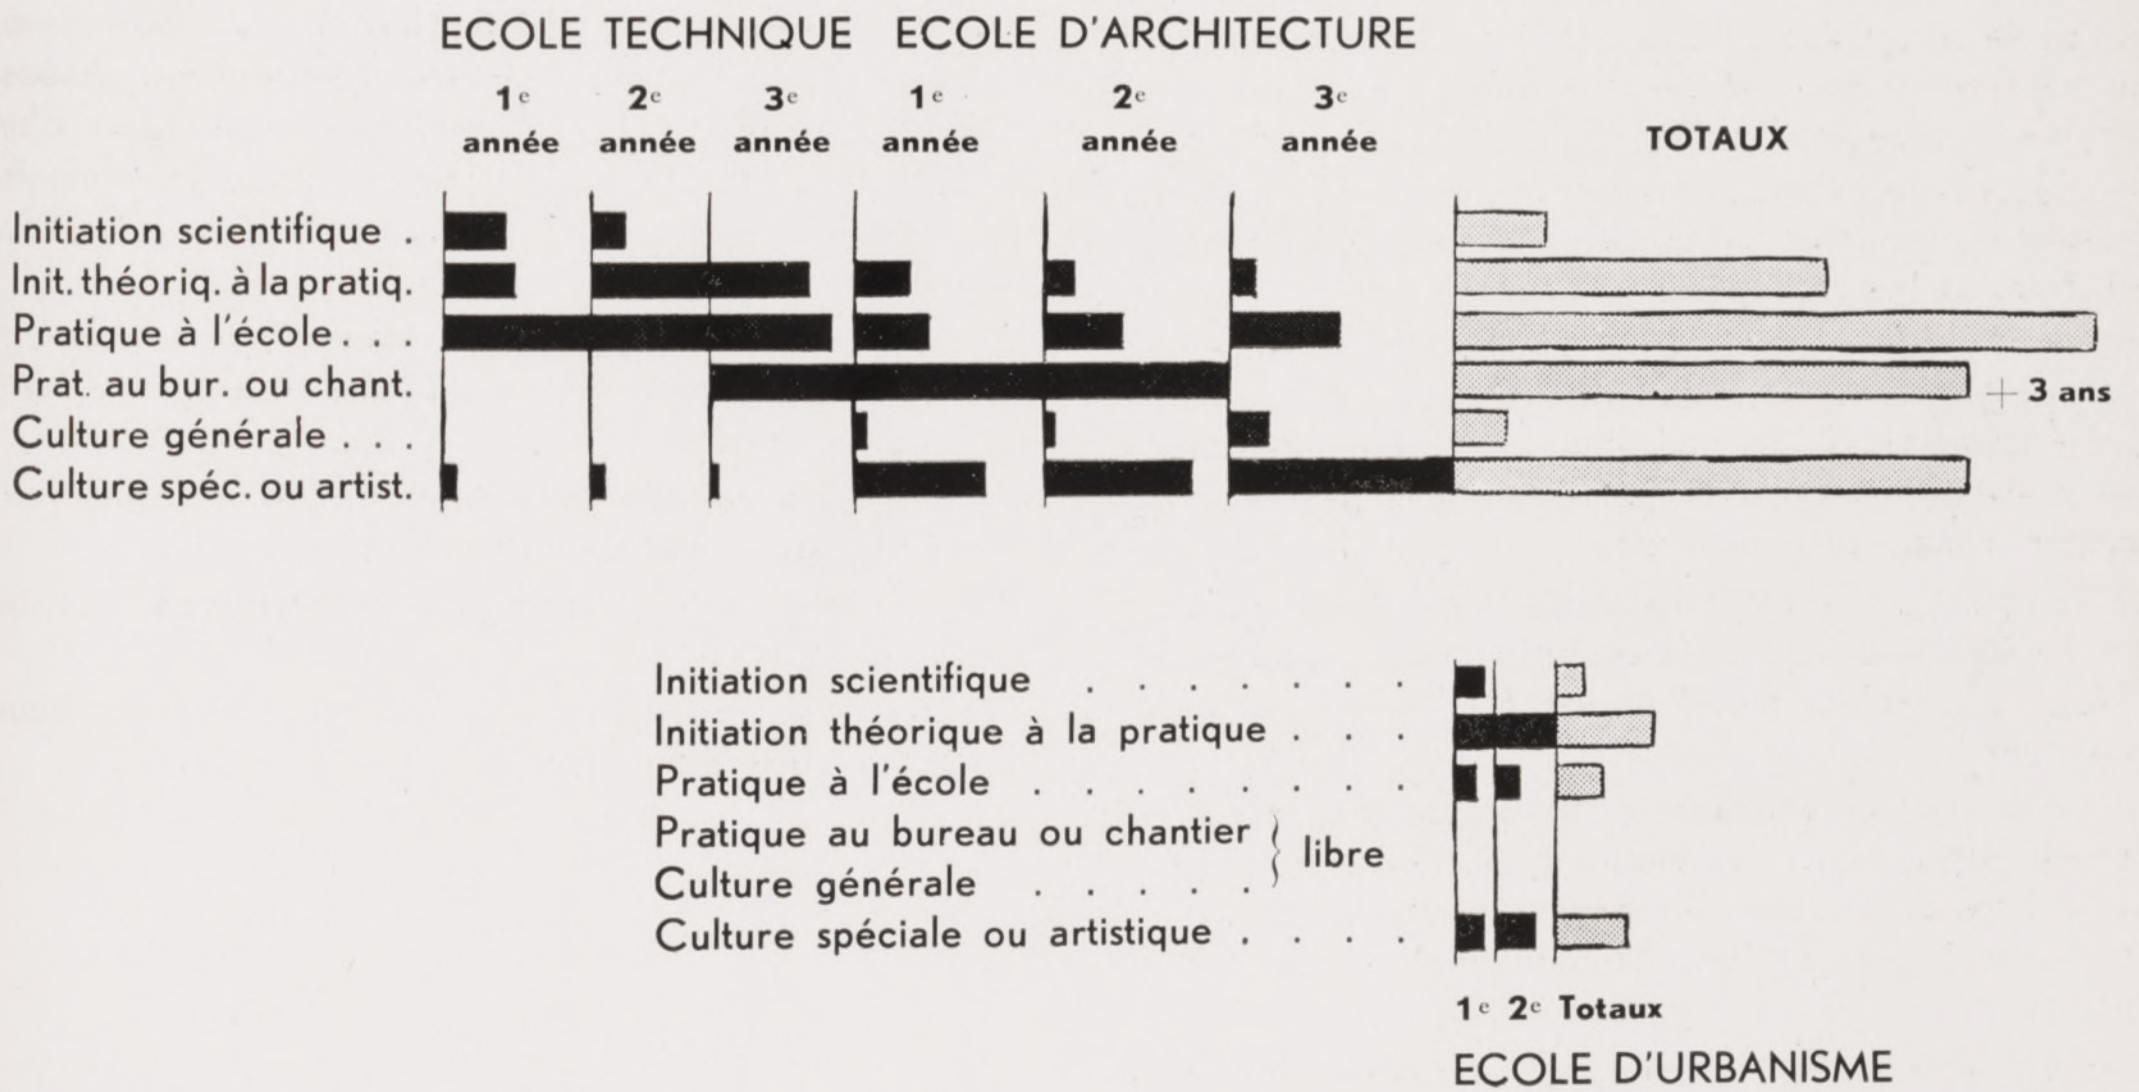 ECOLE TECHNIQUE ECOLE D'ARCHITECTURE
1e 2e 3e 1e 2e 3e
année année année année année année TOTAUX
Initiation scientifique .
Init. théoriq. à la pratiq.
Pratique à l'école . . .
Prat. au bur. ou chant.
+ 3 ans
Culture générale . . .
Culture spéc. ou artist.
Initiation scientifique . . . . . . .
Initiation théorique à la pratique . . .
Pratique à l'école . . . . . . . .
Pratique au bureau ou chantier
libre
Culture générale . . . . .
Culture spéciale ou artistique . . . .
1e 2e Totaux
ECOLE D'URBANISME